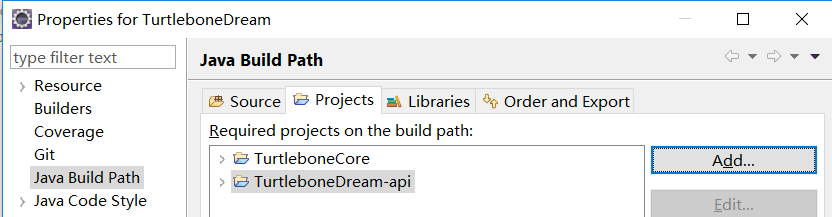 Properties for TurtleboneDream
type filter text
Java Build Path
Resource
Builders
Coverage
Git
Java Build Path
Java Code Style
Source
Projects
Libraries
Order and Export
Required projects on the build path:
TurtleboneCore
TurtleboneDream-api
Add...
Edit...